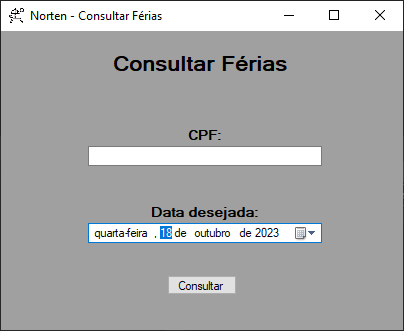 Norten - Consultar Férias
Consultar Férias
CPF:
Data desejada:
quarta-feira , 18 de outubro de 2023
Consultar